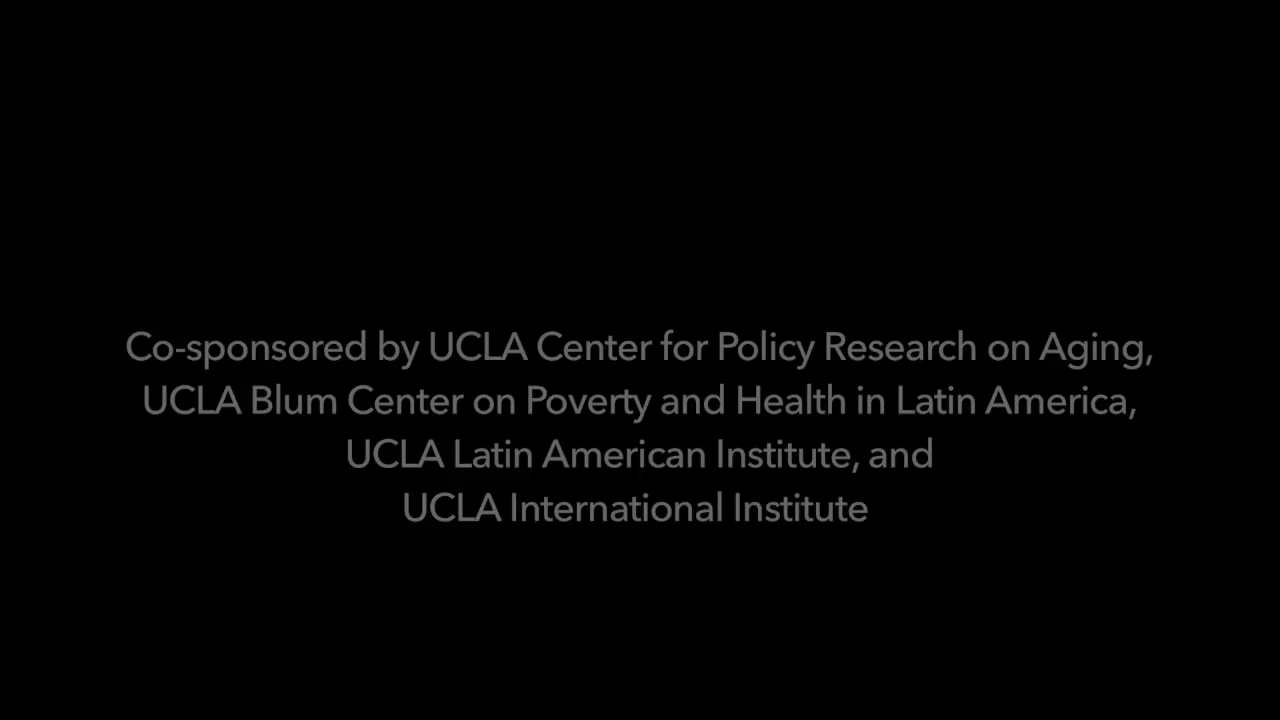 Co-sponsored by UCLA Center for Policy Research on Aging,
UCLA Blum Center on Poverty and Health in Latin America,
UCLA Latin American Institute, and
UCLA International Institute